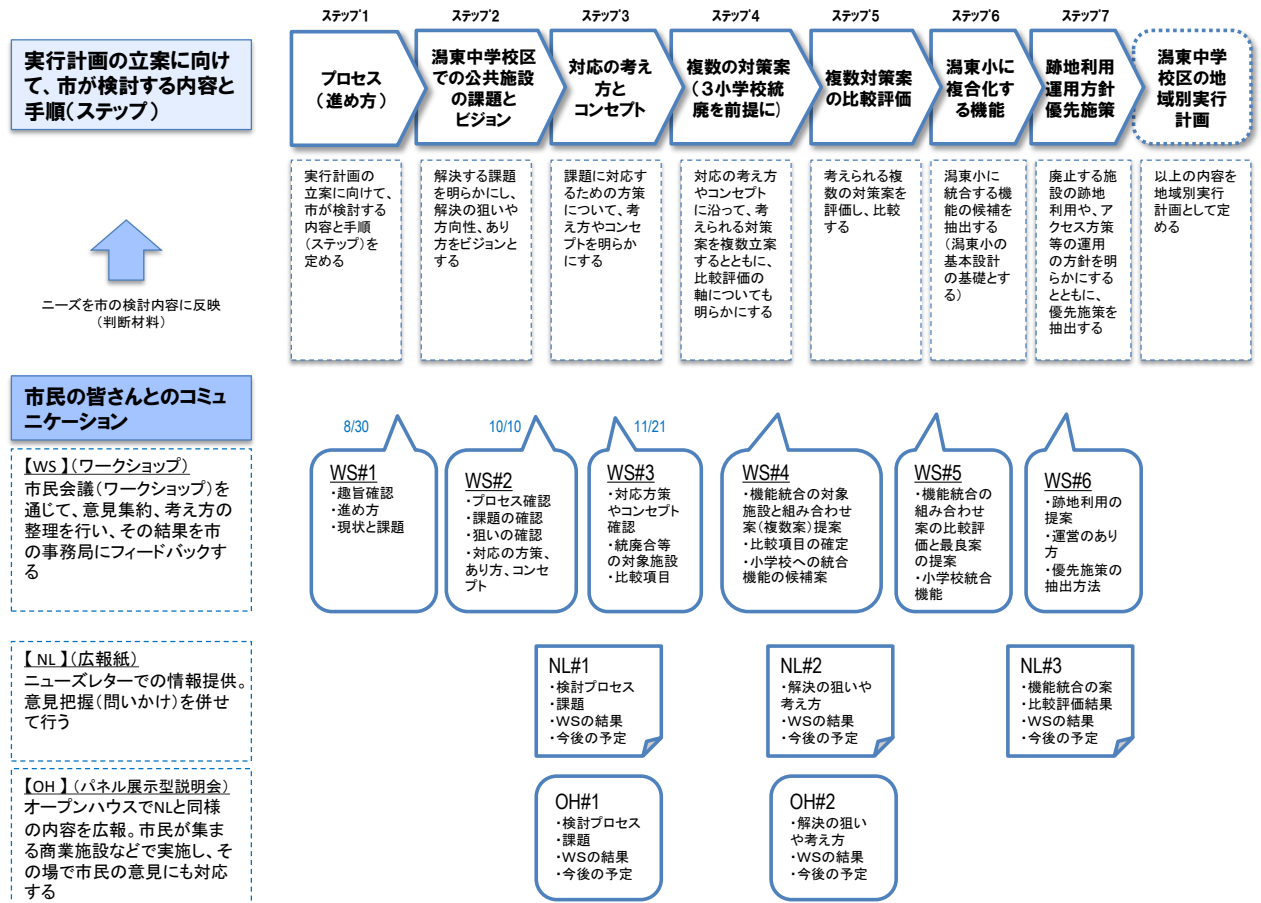 ステップ1
ステップ2
ステップ3
ステップ4
ステップ5
ステップ6
ステップ7
実行計画の立案に向け
て、市が検討する内容と
手順(ステップ)
プロセス
(進め方)
潟東中学校区
での公共施設
の課題と
ビジョン
対応の考え
方と
コンセプト
複数の対策案
(３小学校統
廃を前提に)
複数対策案
の比較評価
潟東小に
複合化す
る機能
跡地利用
運用方針
優先施策
潟東中学
校区の地
域別実行
計画
実行計画の
立案に向けて、
市が検討する
内容と手順
(ステップ)を
定める
解決する課題
を明らかにし、
解決の狙いや
方向性、あり
方をビジョンと
する
課題に対応す
るための方策
について、考
え方やコンセ
プトを明らか
にする
対応の考え方
やコンセプト
に沿って、考
えられる対策
案を複数立案
するとともに、
比較評価の
軸についても
明らかにする
考えられる複
数の対策案を
評価し、比較
する
潟東小に
統合する機
能の候補を
抽出する
(潟東小の
基本設計
の基礎とす
る)
廃止する施
設の跡地
利用や、ア
クセス方策
等の運用
の方針を明
らかにする
とともに、
優先施策を
抽出する
以上の内容を
地域別実行
計画として定
める
ニーズを市の検討内容に反映
(判断材料)
市民の皆さんとのコミュ
ニケーション
8/30
10/10
11/21
【WS】(ワークショップ)
市民会議(ワークショップ)を
通じて、意見集約、考え方の
整理を行い、その結果を市
の事務局にフィードバックす
る
WS#1
・趣旨確認
・進め方
・現状と課題
WS#2
・プロセス確認
・課題の確認
・狙いの確認
・対応の方策、
あり方、コンセ
プト
WS#3
・対応方策
やコンセプト
確認
・統廃合等
の対象施設
・比較項目
WS#4
・機能統合の対象
施設と組み合わせ
案(複数案)提案
・比較項目の確定
・小学校への統合
機能の候補案
WS#5
・機能統合の
組み合わせ
案の比較評
価と最良案
の提案
・小学校統合
機能
WS#6
・跡地利用の
提案
・運営のあり
方
・優先施策の
抽出方法
【NL】(広報紙)
ニューズレターでの情報提供。
意見把握(問いかけ)を併せ
て行う
NL#1
・検討プロセス
・課題
・WSの結果
・今後の予定
NL#2
・解決の狙いや
考え方
・WSの結果
・今後の予定
NL#3
・機能統合の案
・比較評価結果
・WSの結果
・今後の予定
【OH】(パネル展示型説明会)
オープンハウスでNLと同様
の内容を広報。市民が集ま
る商業施設などで実施し、そ
の場で市民の意見にも対応
する
OH#1
・検討プロセス
・課題
・WSの結果
・今後の予定
OH#2
・解決の狙い
や考え方
・WSの結果
・今後の予定